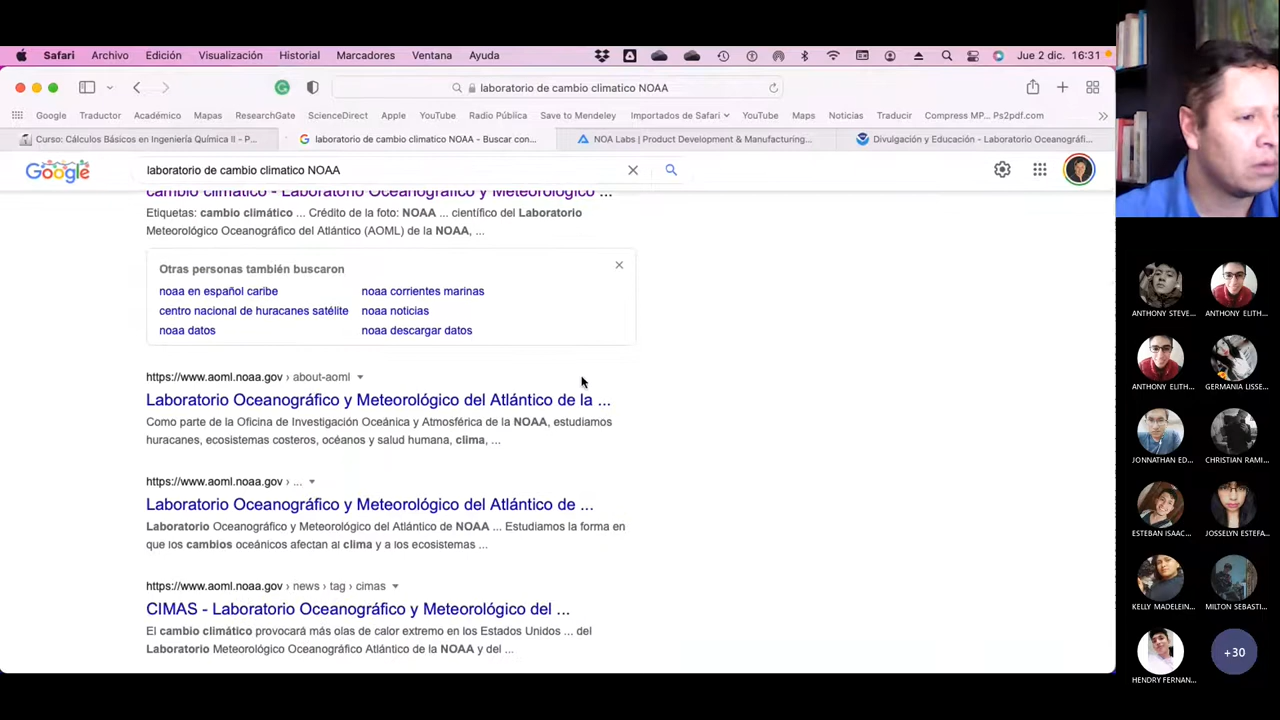 Safari Archivo Edición Visualización Historial Marcadores Ventana Ayuda Jue 2 dic. 16:31
laboratorio de cambio climatico NOAA
Google Traductor Académico Mapas ResearchGate ScienceDirect Apple YouTube Radio Pública Save to Mendeley Importados de Safari YouTube Maps Noticias Traducir Compress MP... Ps2pdf.com
Curso: Cálculos Básicos en Ingeniería Química II - P... laboratorio de cambio climatico NOAA - Buscar con... NOA Labs | Product Development & Manufacturing... Divulgación y Educación - Laboratorio Oceanográfi...
Google laboratorio de cambio climatico NOAA
cambio climático - Laboratorio Oceanográfico y Meteorológico ...
Etiquetas: cambio climático ... Crédito de la foto: NOAA ... científico del Laboratorio
Meteorológico Oceanográfico del Atlántico (AOML) de la NOAA, ...
Otras personas también buscaron
noaa en español caribe noaa corrientes marinas
centro nacional de huracanes satélite noaa noticias
noaa datos noaa descargar datos
https://www.aoml.noaa.gov › about-aoml
Laboratorio Oceanográfico y Meteorológico del Atlántico de la ...
Como parte de la Oficina de Investigación Oceánica y Atmosférica de la NOAA, estudiamos
huracanes, ecosistemas costeros, océanos y salud humana, clima, ...
https://www.aoml.noaa.gov › ...
Laboratorio Oceanográfico y Meteorológico del Atlántico de ...
Laboratorio Oceanográfico y Meteorológico del Atlántico de NOAA ... Estudiamos la forma en
que los cambios oceánicos afectan al clima y a los ecosistemas ...
https://www.aoml.noaa.gov › news › tag › cimas
CIMAS - Laboratorio Oceanográfico y Meteorológico del ...
El cambio climático provocará más olas de calor extremo en los Estados Unidos ... del
Laboratorio Meteorológico Oceanográfico Atlántico de la NOAA y del ...
ANTHONY STEVE... ANTHONY ELITH...
ANTHONY ELITH... GERMANIA LISSE...
JONNATHAN ED... CHRISTIAN RAMI...
ESTEBAN ISAAC... JOSSELYN ESTEFA...
KELLY MADELEIN... MILTON SEBASTI...
HENDRY FERNAN... +30